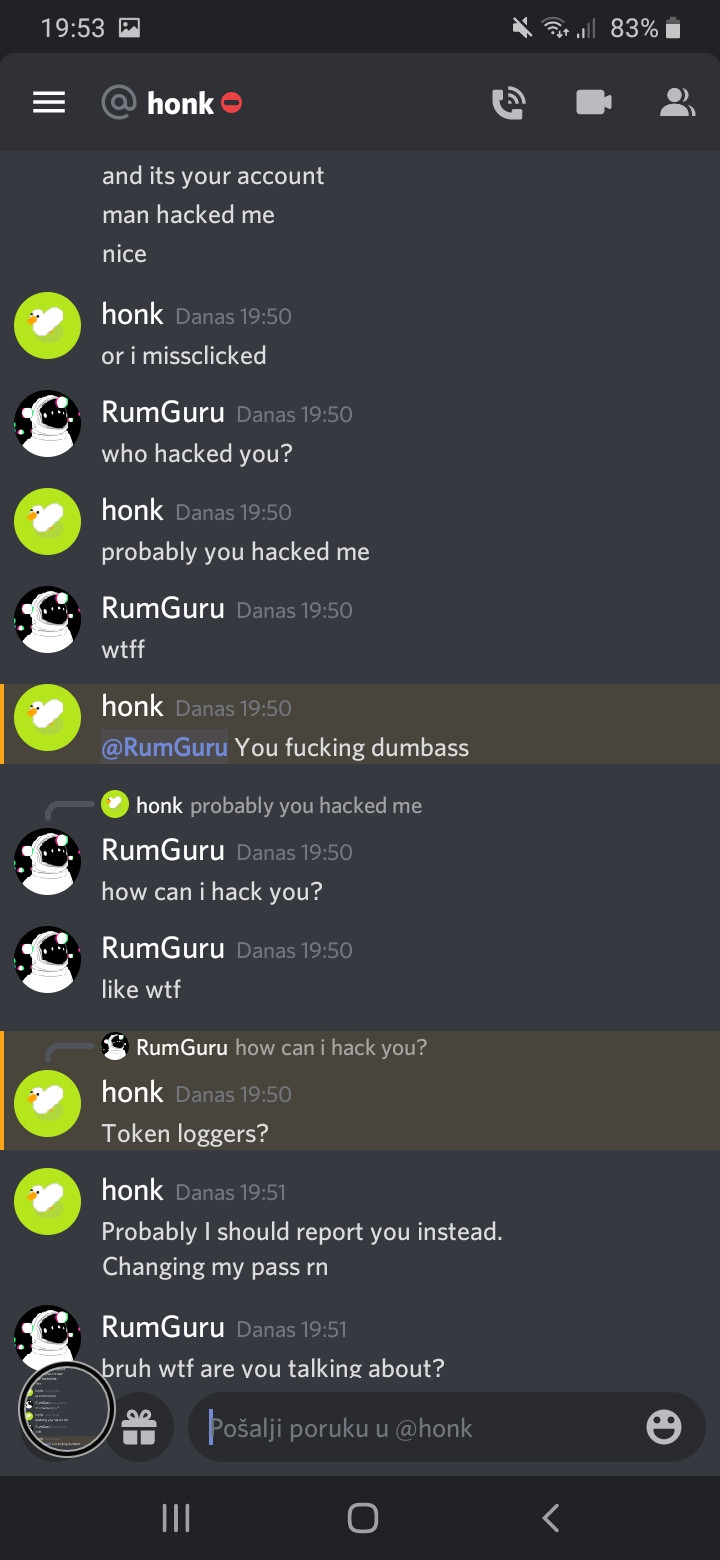 19:53 83%
@ honk
and its your account
man hacked me
nice
honk Danas 19:50
or i missclicked
RumGuru Danas 19:50
who hacked you?
honk Danas 19:50
probably you hacked me
RumGuru Danas 19:50
wtff
honk Danas 19:50
@RumGuru You fucking dumbass
honk probably you hacked me
RumGuru Danas 19:50
how can i hack you?
RumGuru Danas 19:50
like wtf
RumGuru how can i hack you?
honk Danas 19:50
Token loggers?
honk Danas 19:51
Probably I should report you instead.
Changing my pass rn
RumGuru Danas 19:51
bruh wtf are you talking about?
Pošalji poruku u @honk